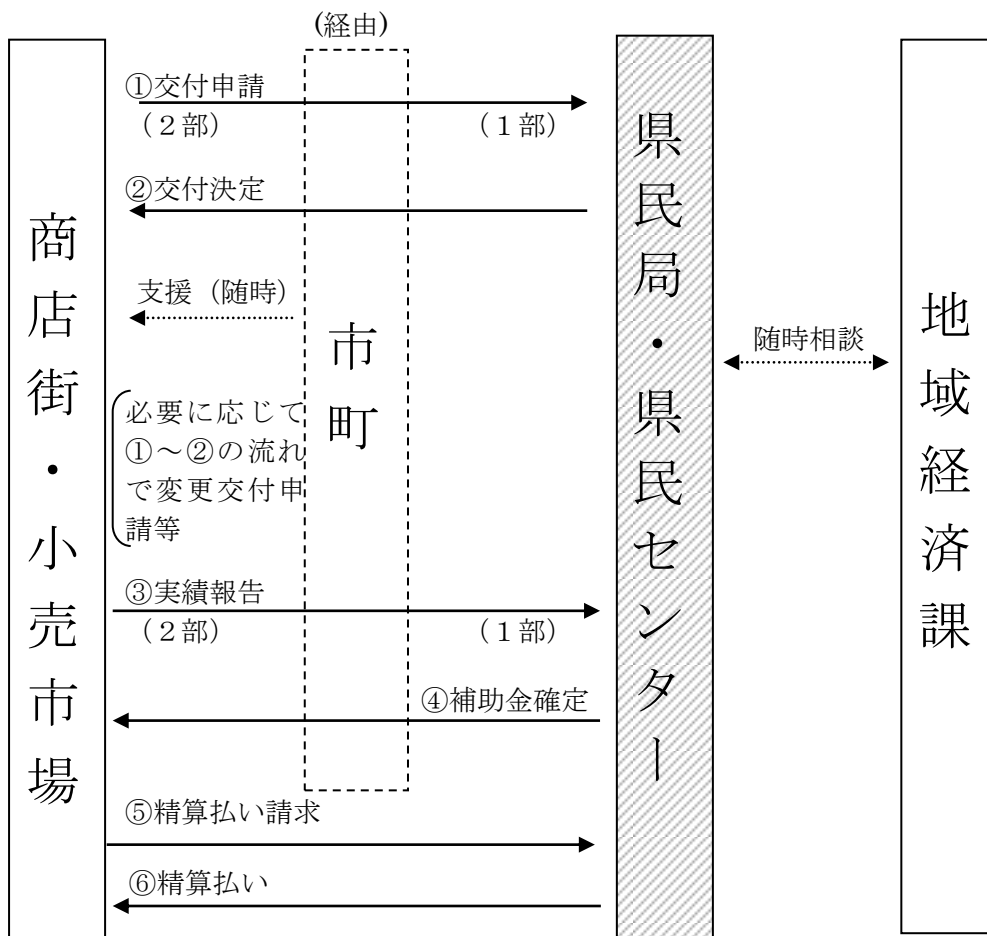 (経由)
商店街・小売市場
市町
県民局・県民センター
地域経済課
①交付申請
(2部)
(1部)
②交付決定
支援(随時)
随時相談
必要に応じて
①～②の流れ
で変更交付申
請等
③実績報告
(2部)
(1部)
④補助金確定
⑤精算払い請求
⑥精算払い